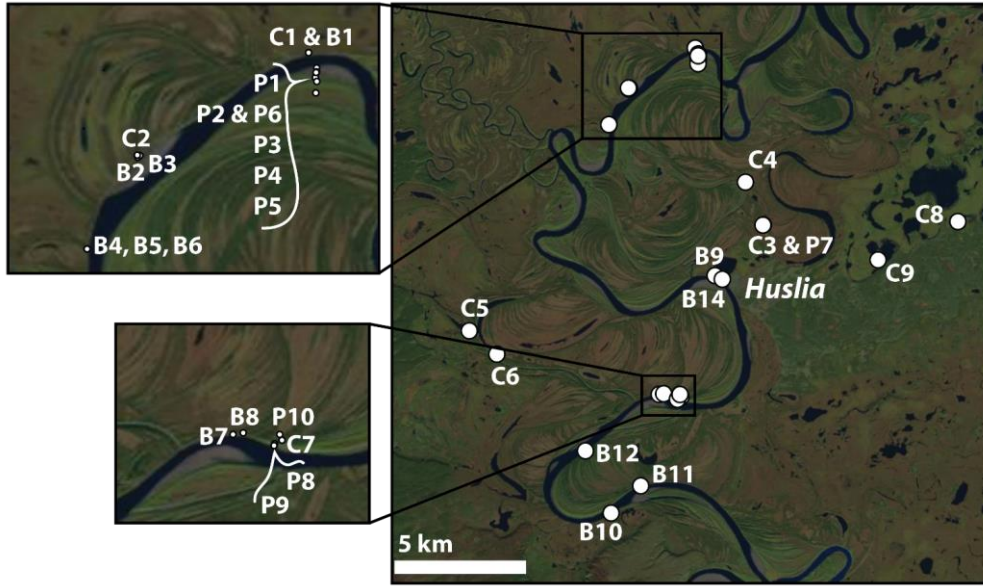 C1 & B1
P1
P2 & P6
P3
P4
P5
C2
B2 B3
B4, B5, B6
C4
C3 & P7
C8
C9
B9
B14
Huslia
C5
C6
B8 P10
B7 C7
P8
P9
B12
B11
B10
5 km